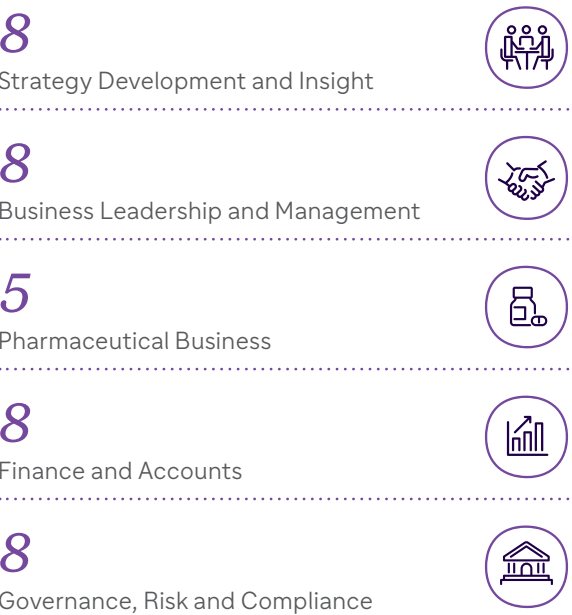 8
Strategy Development and Insight
8
Business Leadership and Management
5
Pharmaceutical Business
8
Finance and Accounts
8
Governance, Risk and Compliance